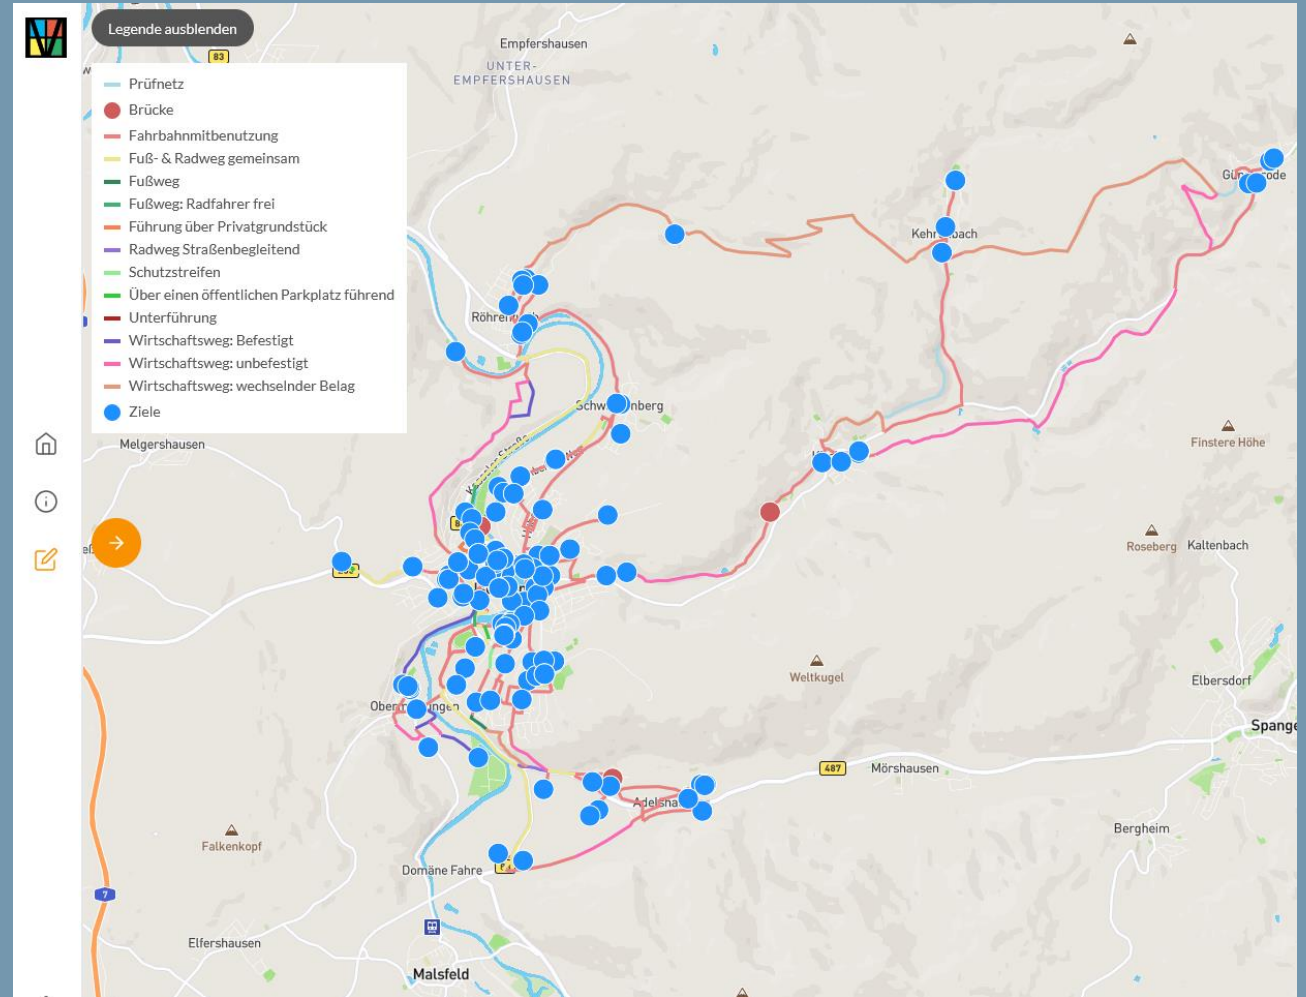 Legende ausblenden
83
Empfershausen
UNTER-
EMPFERSHAUSEN
Prüfnetz
Brücke
Fahrbahnmitbenutzung
Fuß- & Radweg gemeinsam
Fußweg
Fußweg: Radfahrer frei
Führung über Privatgrundstück
Radweg Straßenbegleitend
Schutzstreifen
Über einen öffentlichen Parkplatz führend
Unterführung
Wirtschaftsweg: Befestigt
Wirtschaftsweg: unbefestigt
Wirtschaftsweg: wechselnder Belag
Ziele
Melgershausen
Finstere Höhe
Roseberg
Kaltenbach
Weltkugel
Elbersdorf
487
Mörshausen
Bergheim
Falkenkopf
Domäne Fahre
7
Elfershausen
Malsfeld